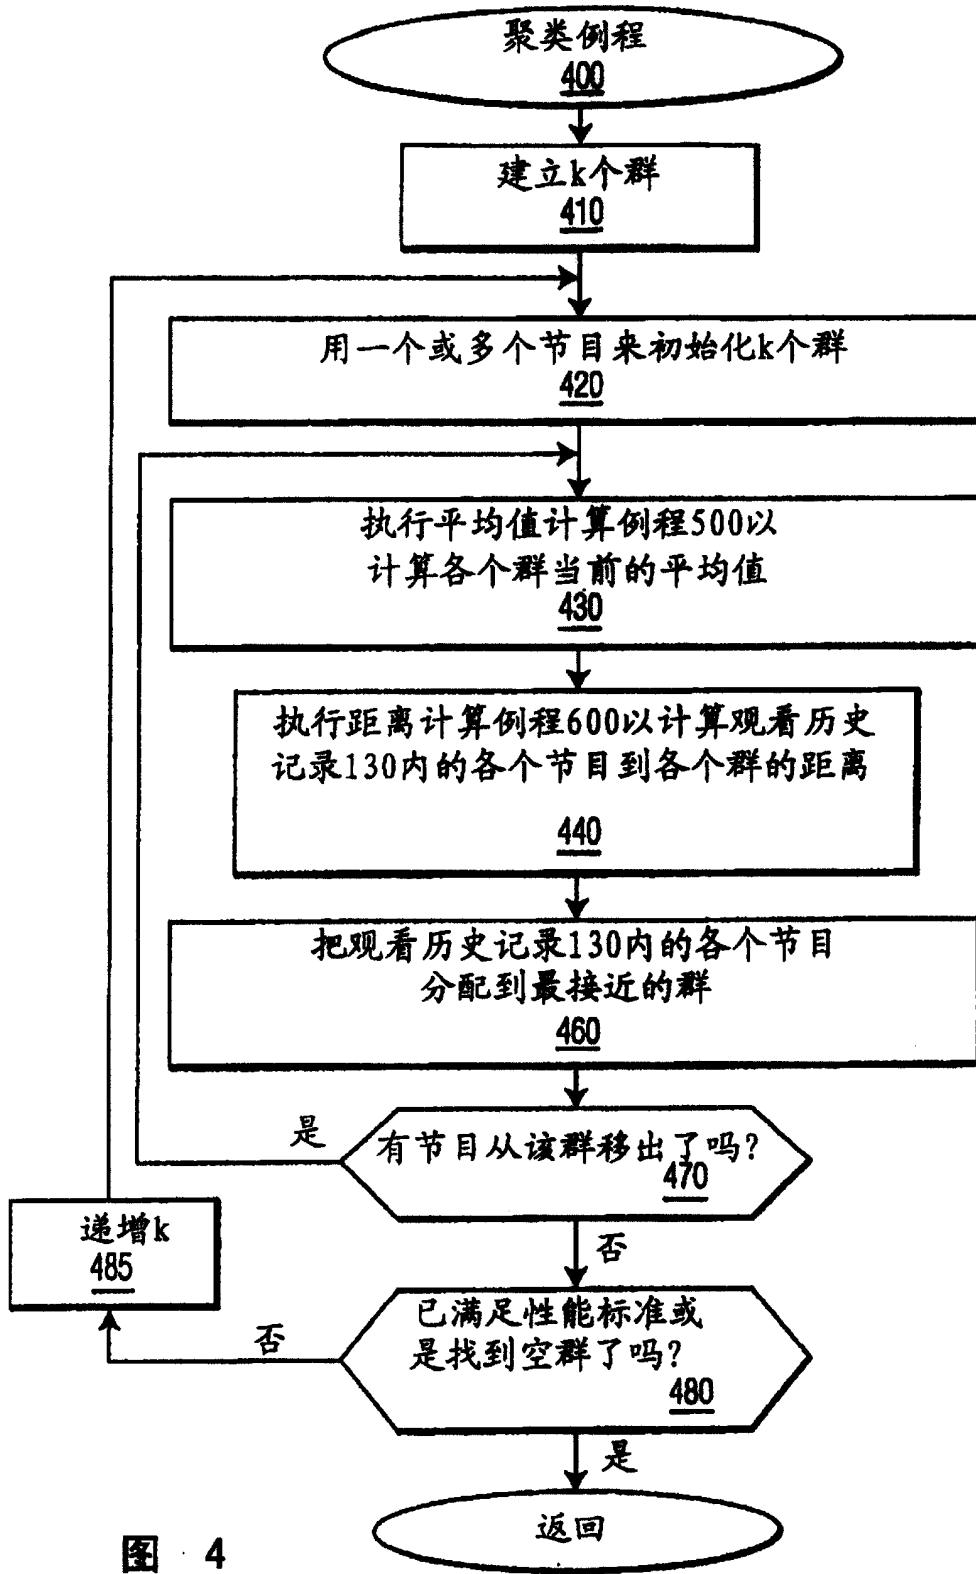 聚类例程
400
建立k个群
410
用一个或多个节目来初始化k个群
420
执行平均值计算例程500以
计算各个群当前的平均值
430
执行距离计算例程600以计算观看历史
记录130内的各个节目到各个群的距离
440
把观看历史记录130内的各个节目
分配到最接近的群
460
是
有节目从该群移出了吗?
470
递增k
485
否
已满足性能标准或
是找到空群了吗?
480
否
是
返回
图 4